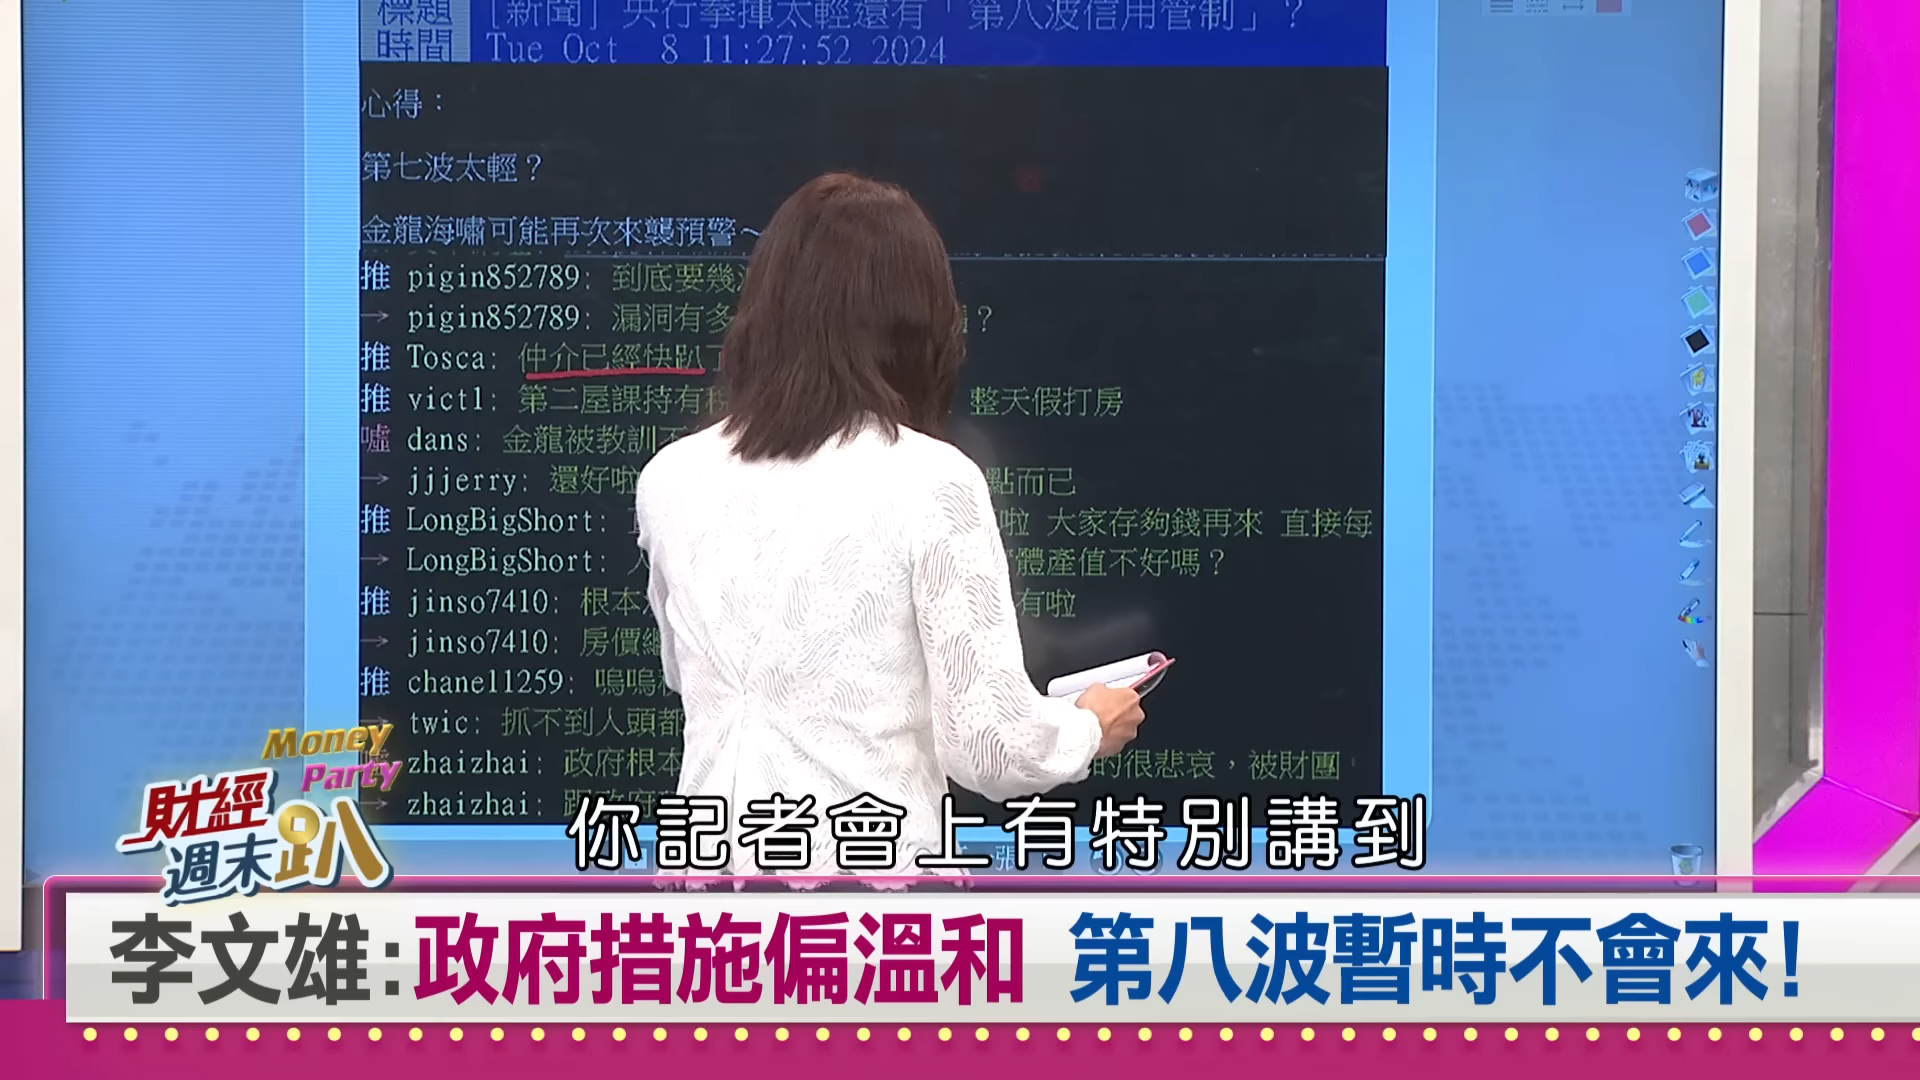 標題 [新聞] 央行拳揮太輕還有「第八波信用管制」?
時間 Tue Oct 8 11:27:52 2024
心得：
第七波太輕？
金龍海嘯可能再次來襲預警～
推 pigin852789: 到底要幾
→ pigin852789: 漏洞有多 ？
推 Tosca: 仲介已經快趴了
推 vict1: 第二屋課持有稅 整天假打房
噓 dans: 金龍被教訓不
→ jjjerry: 還好啦 點而已
推 LongBigShort: 啦 大家存夠錢再來 直接每
→ LongBigShort: 人 體產值不好嗎？
推 jinso7410: 根本 有啦
→ jinso7410: 房價繼
推 chanel1259: 嗚嗚
→ twic: 抓不到人頭都
zhaizhai: 政府根本 的很悲哀，被財團
→ zhaizhai: 跟政府
Money Party
財經週末趴
你記者會上有特別講到
李文雄:政府措施偏溫和 第八波暫時不會來!